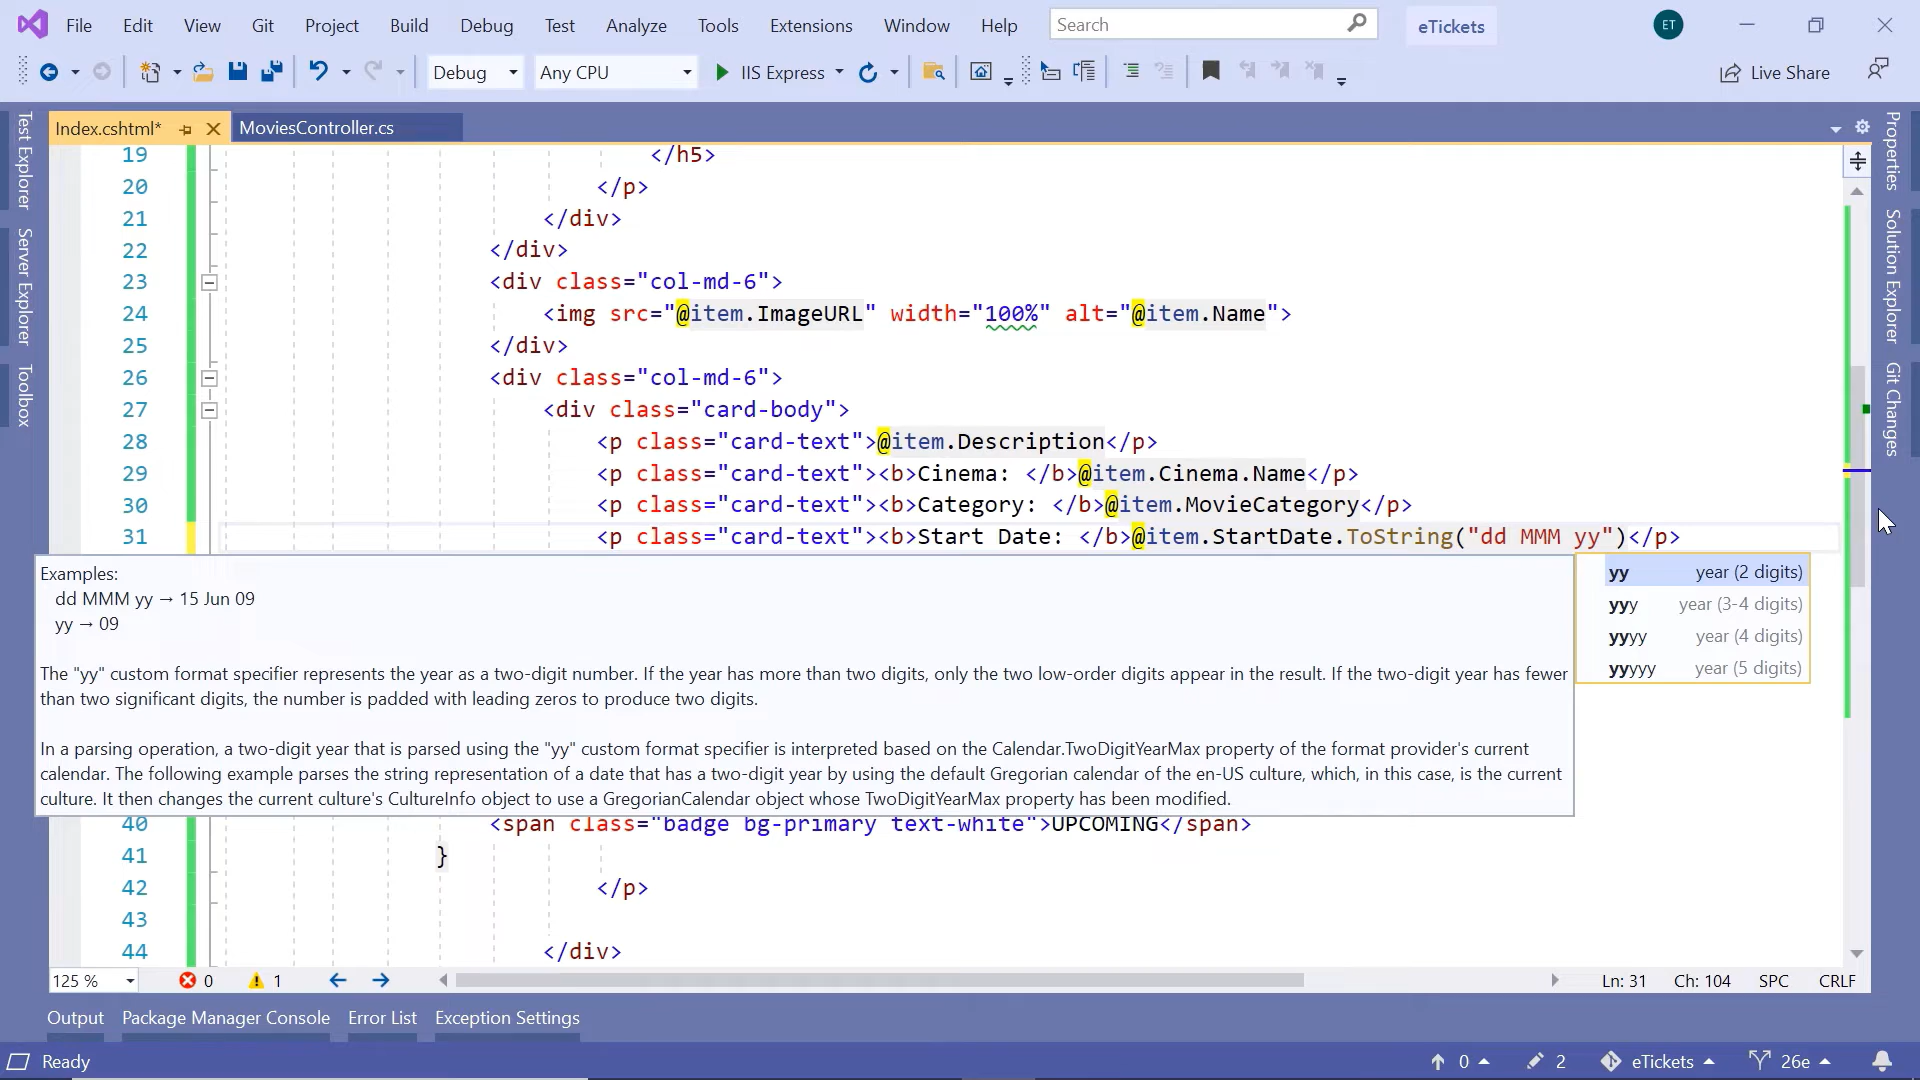 File Edit View Git Project Build Debug Test Analyze Tools Extensions Window Help Search eTickets ET
Debug Any CPU IIS Express Live Share
Index.cshtml* MoviesController.cs
Test Explorer
Server Explorer
Toolbox
Properties
Solution Explorer
Git Changes
19 </h5>
20 </p>
21 </div>
22 </div>
23 <div class="col-md-6">
24 <img src="@item.ImageURL" width="100%" alt="@item.Name">
25 </div>
26 <div class="col-md-6">
27 <div class="card-body">
28 <p class="card-text">@item.Description</p>
29 <p class="card-text"><b>Cinema: </b>@item.Cinema.Name</p>
30 <p class="card-text"><b>Category: </b>@item.MovieCategory</p>
31 <p class="card-text"><b>Start Date: </b>@item.StartDate.ToString("dd MMM yy")</p>
Examples:
dd MMM yy → 15 Jun 09
yy → 09
The "yy" custom format specifier represents the year as a two-digit number. If the year has more than two digits, only the two low-order digits appear in the result. If the two-digit year has fewer
than two significant digits, the number is padded with leading zeros to produce two digits.
In a parsing operation, a two-digit year that is parsed using the "yy" custom format specifier is interpreted based on the Calendar.TwoDigitYearMax property of the format provider's current
calendar. The following example parses the string representation of a date that has a two-digit year by using the default Gregorian calendar of the en-US culture, which, in this case, is the current
culture. It then changes the current culture's CultureInfo object to use a GregorianCalendar object whose TwoDigitYearMax property has been modified.
yy year (2 digits)
yyy year (3-4 digits)
yyyy year (4 digits)
yyyyy year (5 digits)
40 <span class="badge bg-primary text-white">UPCOMING</span>
41 }
42 </p>
43
44 </div>
125 % 0 1 Ln: 31 Ch: 104 SPC CRLF
Output Package Manager Console Error List Exception Settings
Ready 0 2 eTickets 26e